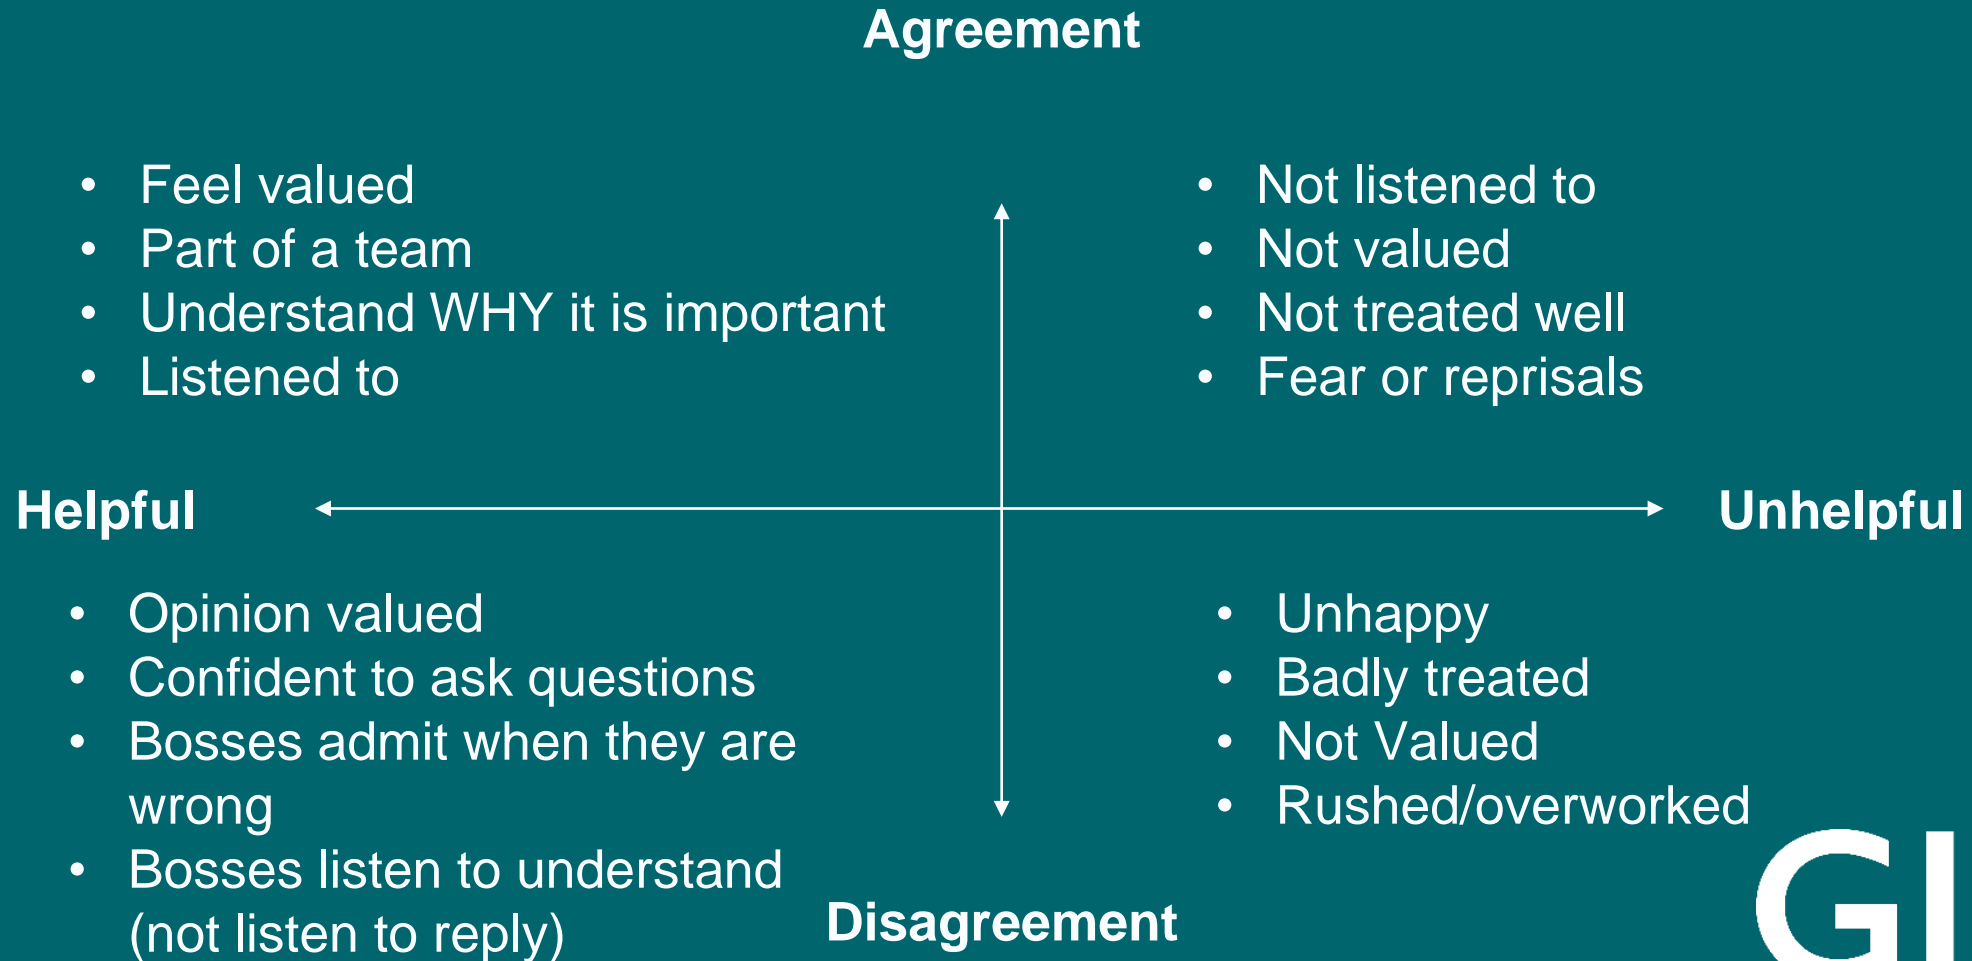 Agreement
• Feel valued
• Part of a team
• Understand WHY it is important
• Listened to
• Not listened to
• Not valued
• Not treated well
• Fear or reprisals
Helpful
Unhelpful
• Opinion valued
• Confident to ask questions
• Bosses admit when they are
wrong
• Bosses listen to understand
(not listen to reply)
• Unhappy
• Badly treated
• Not Valued
• Rushed/overworked
Disagreement